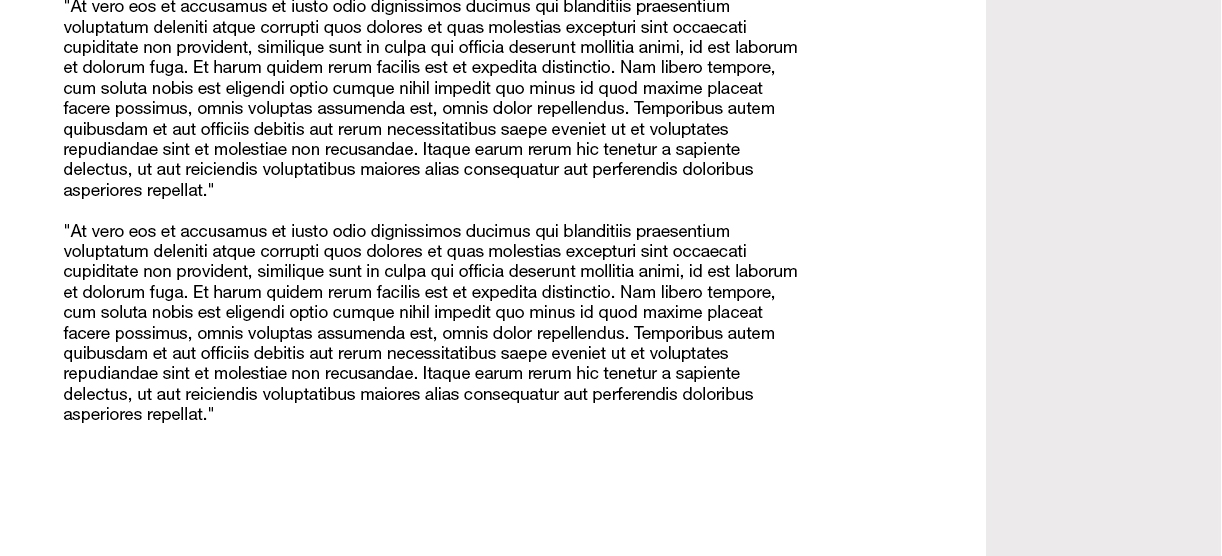 "At vero eos et accusamus et iusto odio dignissimos ducimus qui blanditiis praesentium
voluptatum deleniti atque corrupti quos dolores et quas molestias excepturi sint occaecati
cupiditate non provident, similique sunt in culpa qui officia deserunt mollitia animi, id est laborum
et dolorum fuga. Et harum quidem rerum facilis est et expedita distinctio. Nam libero tempore,
cum soluta nobis est eligendi optio cumque nihil impedit quo minus id quod maxime placeat
facere possimus, omnis voluptas assumenda est, omnis dolor repellendus. Temporibus autem
quibusdam et aut officiis debitis aut rerum necessitatibus saepe eveniet ut et voluptates
repudiandae sint et molestiae non recusandae. Itaque earum rerum hic tenetur a sapiente
delectus, ut aut reiciendis voluptatibus maiores alias consequatur aut perferendis doloribus
asperiores repellat."

"At vero eos et accusamus et iusto odio dignissimos ducimus qui blanditiis praesentium
voluptatum deleniti atque corrupti quos dolores et quas molestias excepturi sint occaecati
cupiditate non provident, similique sunt in culpa qui officia deserunt mollitia animi, id est laborum
et dolorum fuga. Et harum quidem rerum facilis est et expedita distinctio. Nam libero tempore,
cum soluta nobis est eligendi optio cumque nihil impedit quo minus id quod maxime placeat
facere possimus, omnis voluptas assumenda est, omnis dolor repellendus. Temporibus autem
quibusdam et aut officiis debitis aut rerum necessitatibus saepe eveniet ut et voluptates
repudiandae sint et molestiae non recusandae. Itaque earum rerum hic tenetur a sapiente
delectus, ut aut reiciendis voluptatibus maiores alias consequatur aut perferendis doloribus
asperiores repellat."